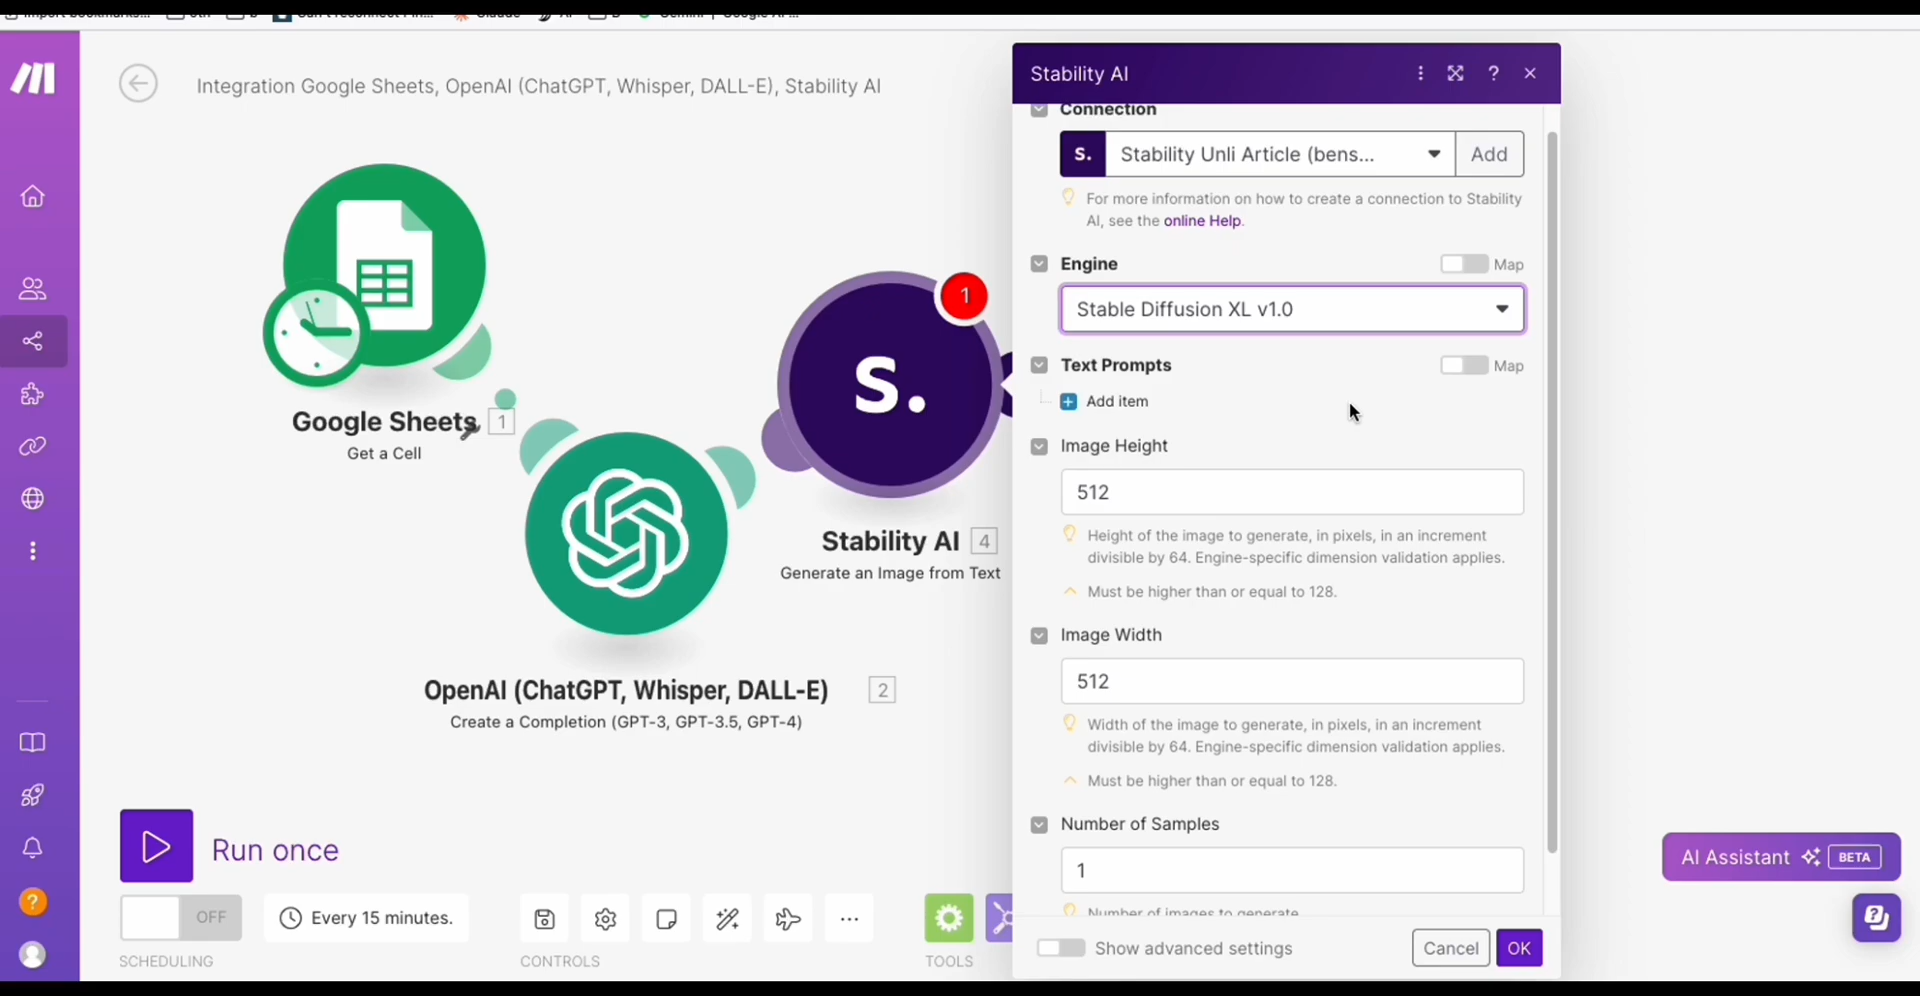 Integration Google Sheets, OpenAI (ChatGPT, Whisper, DALL-E), Stability AI
Google Sheets 1
Get a Cell
1
S.
Stability AI 4
Generate an Image from Text
OpenAI (ChatGPT, Whisper, DALL-E) 2
Create a Completion (GPT-3, GPT-3.5, GPT-4)
Run once
OFF
Every 15 minutes.
SCHEDULING
CONTROLS
TOOLS
Stability AI
?
Connection
S. Stability Unli Article (bens... Add
For more information on how to create a connection to Stability
AI, see the online Help.
Engine Map
Stable Diffusion XL v1.0
Text Prompts Map
Add item
Image Height
512
Height of the image to generate, in pixels, in an increment
divisible by 64. Engine-specific dimension validation applies.
Must be higher than or equal to 128.
Image Width
512
Width of the image to generate, in pixels, in an increment
divisible by 64. Engine-specific dimension validation applies.
Must be higher than or equal to 128.
Number of Samples
1
Number of images to generate
Show advanced settings Cancel OK
AI Assistant BETA
?